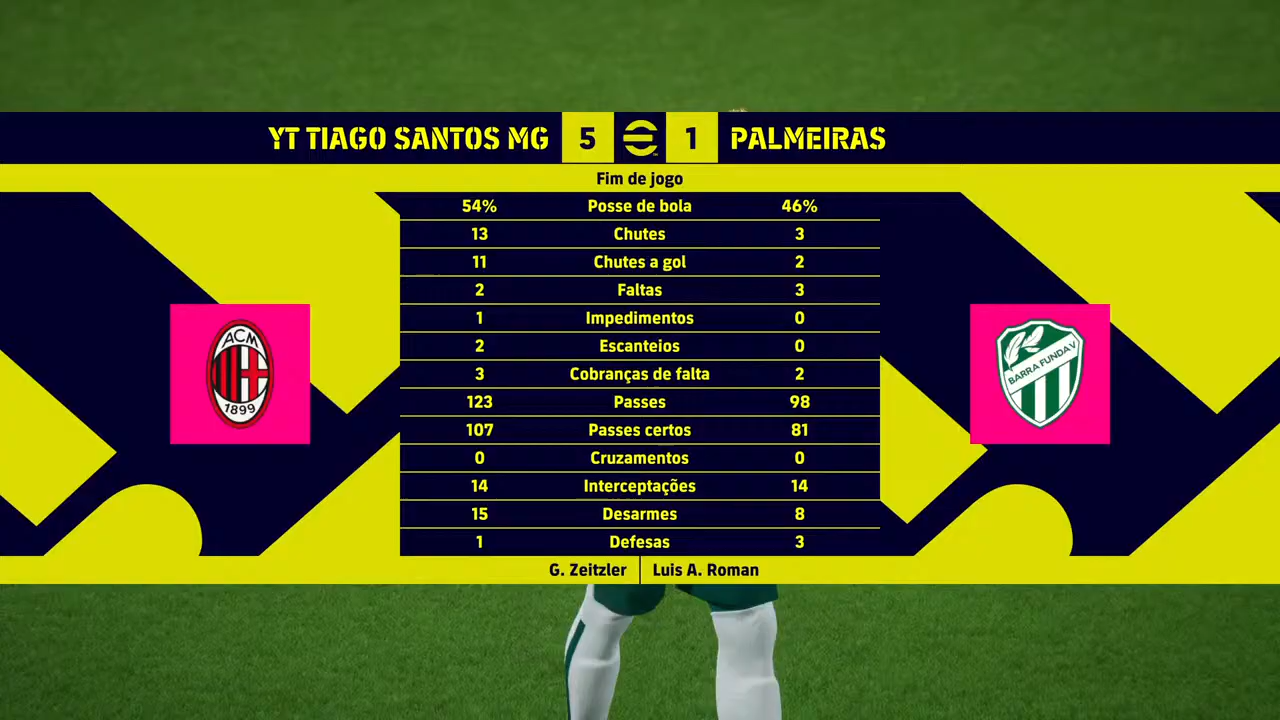 YT TIAGO SANTOS MG 5 1 PALMEIRAS
Fim de jogo
54% Posse de bola 46%
13 Chutes 3
11 Chutes a gol 2
2 Faltas 3
1 Impedimentos 0
2 Escanteios 0
3 Cobranças de falta 2
123 Passes 98
107 Passes certos 81
0 Cruzamentos 0
14 Interceptações 14
15 Desarmes 8
1 Defesas 3
G. Zeitzler Luis A. Roman
ACM
1899
BARRA FUNDA V